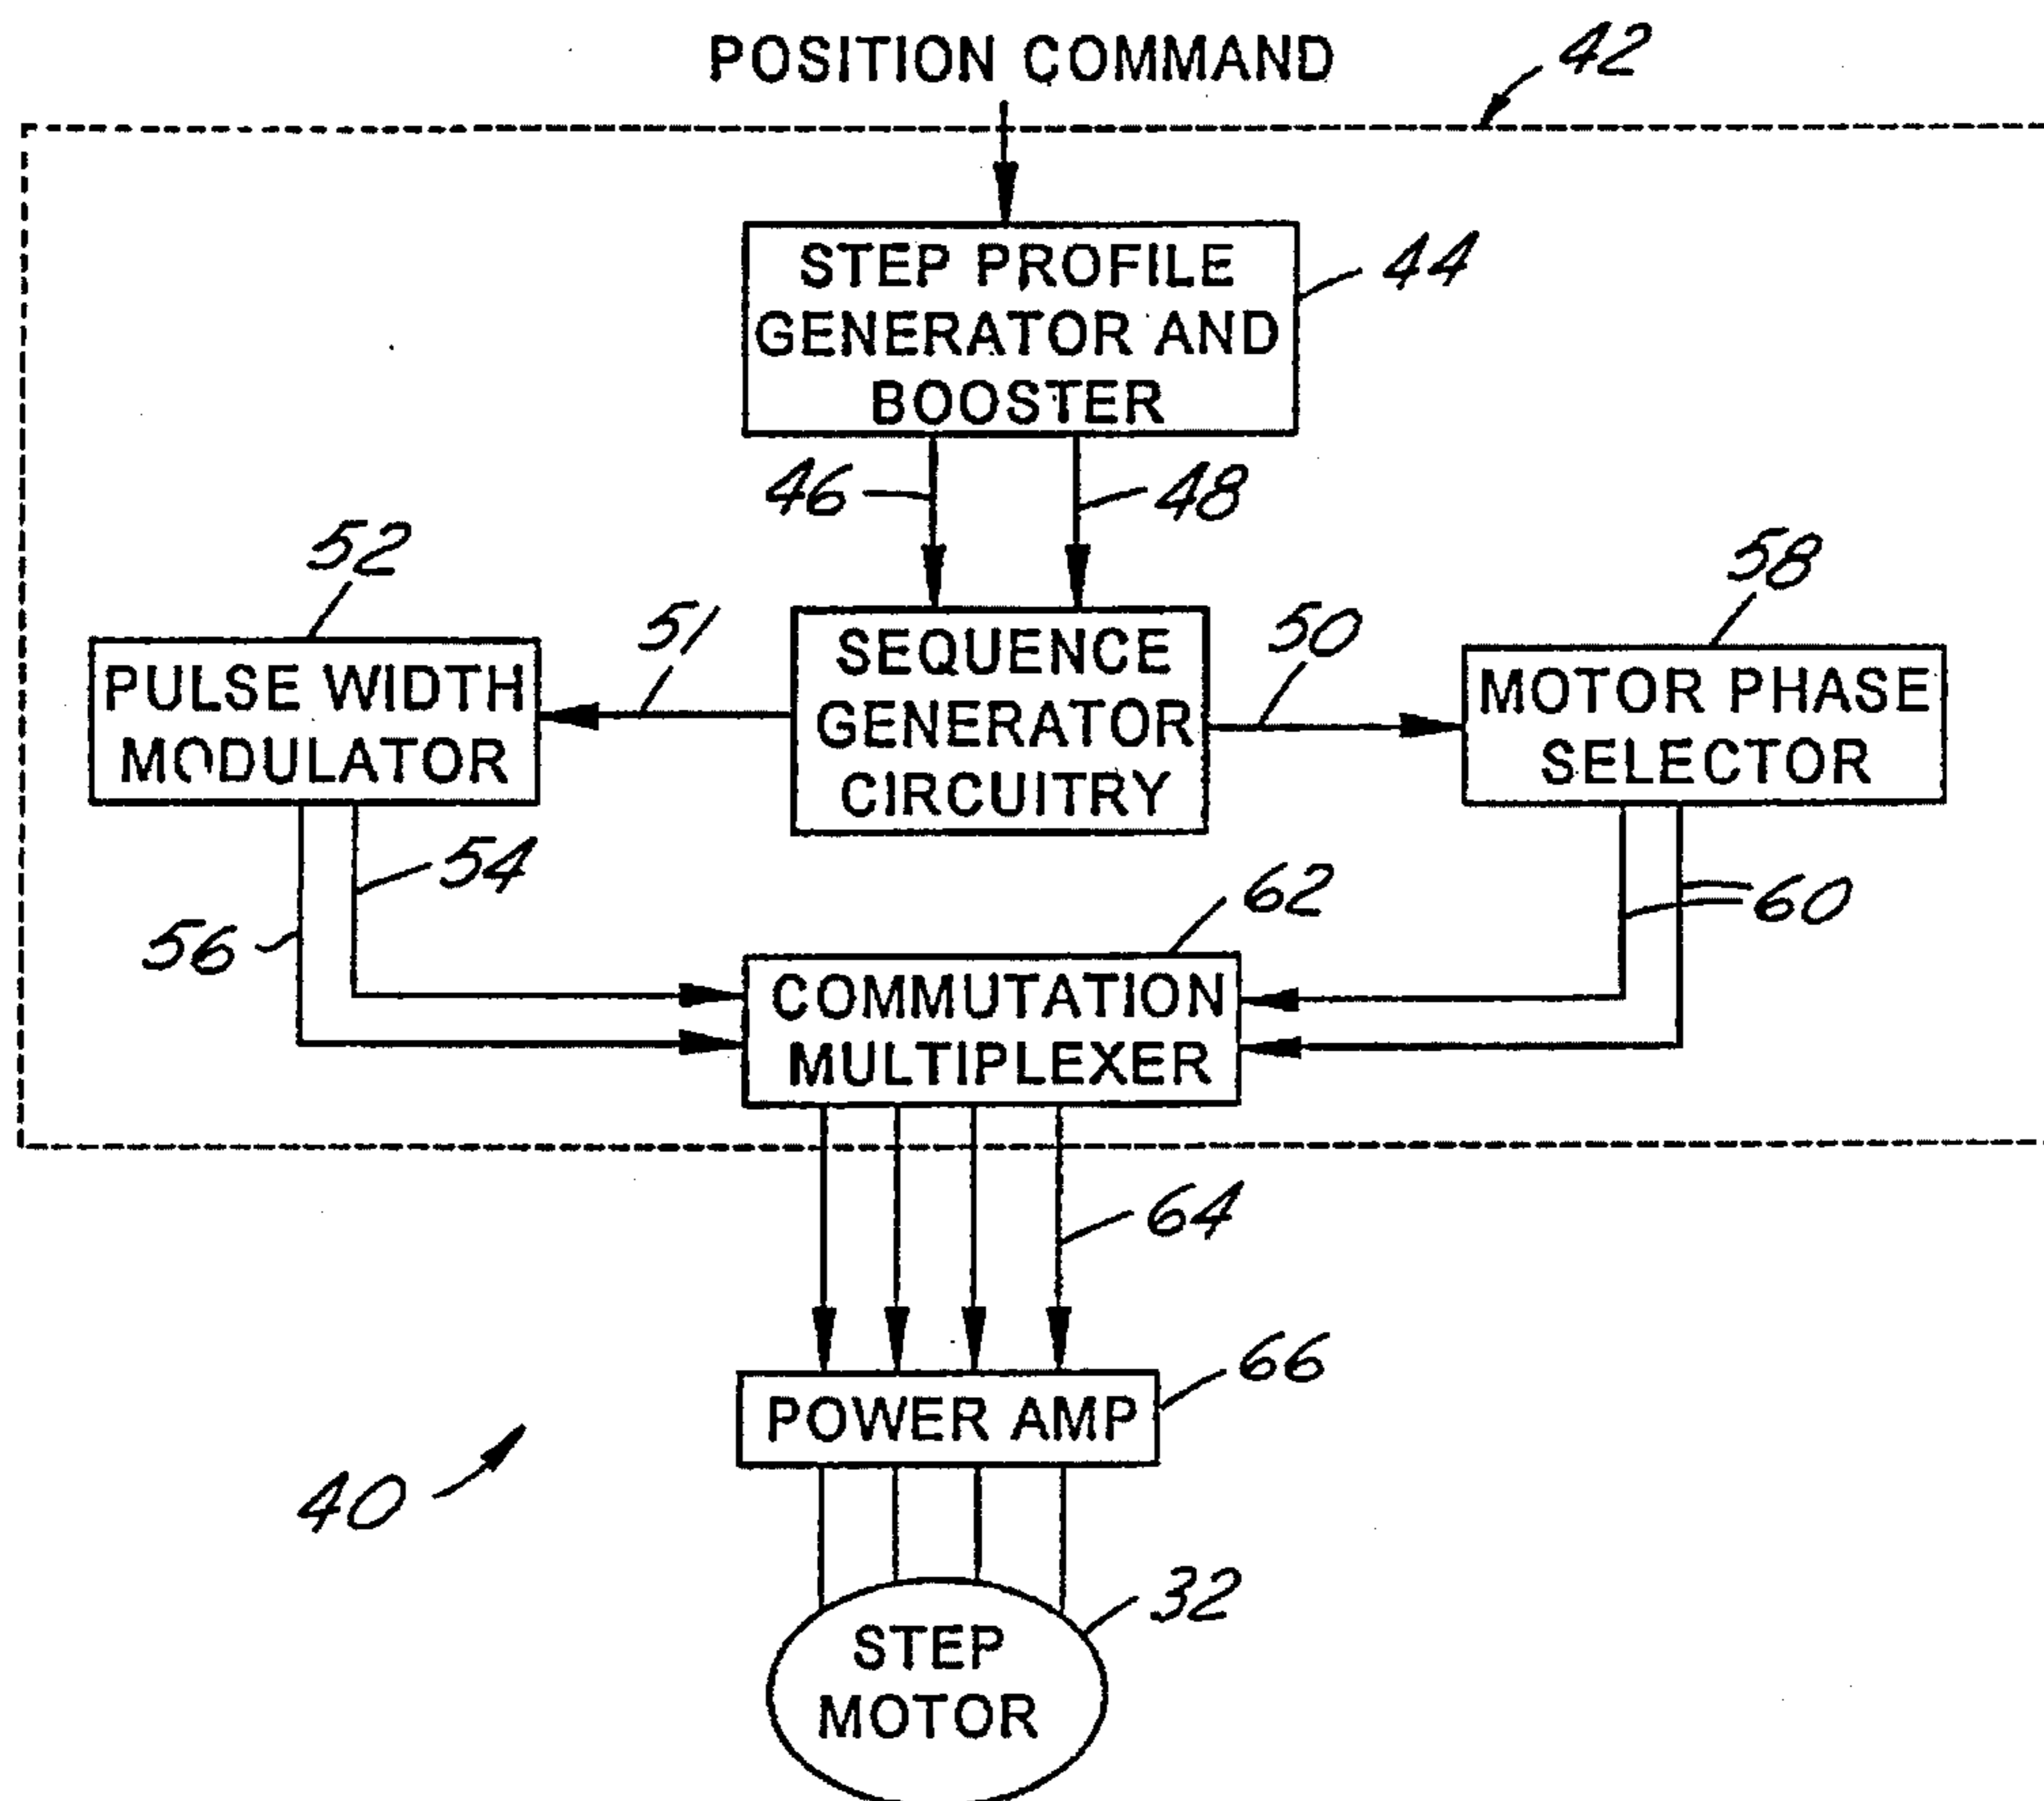 POSITION COMMAND
42
STEP PROFILE
GENERATOR AND
BOOSTER
44
46
48
52
51
50
58
PULSE WIDTH
MODULATOR
SEQUENCE
GENERATOR
CIRCUITRY
MOTOR PHASE
SELECTOR
54
56
62
60
COMMUTATION
MULTIPLEXER
64
66
POWER AMP
40
32
STEP
MOTOR